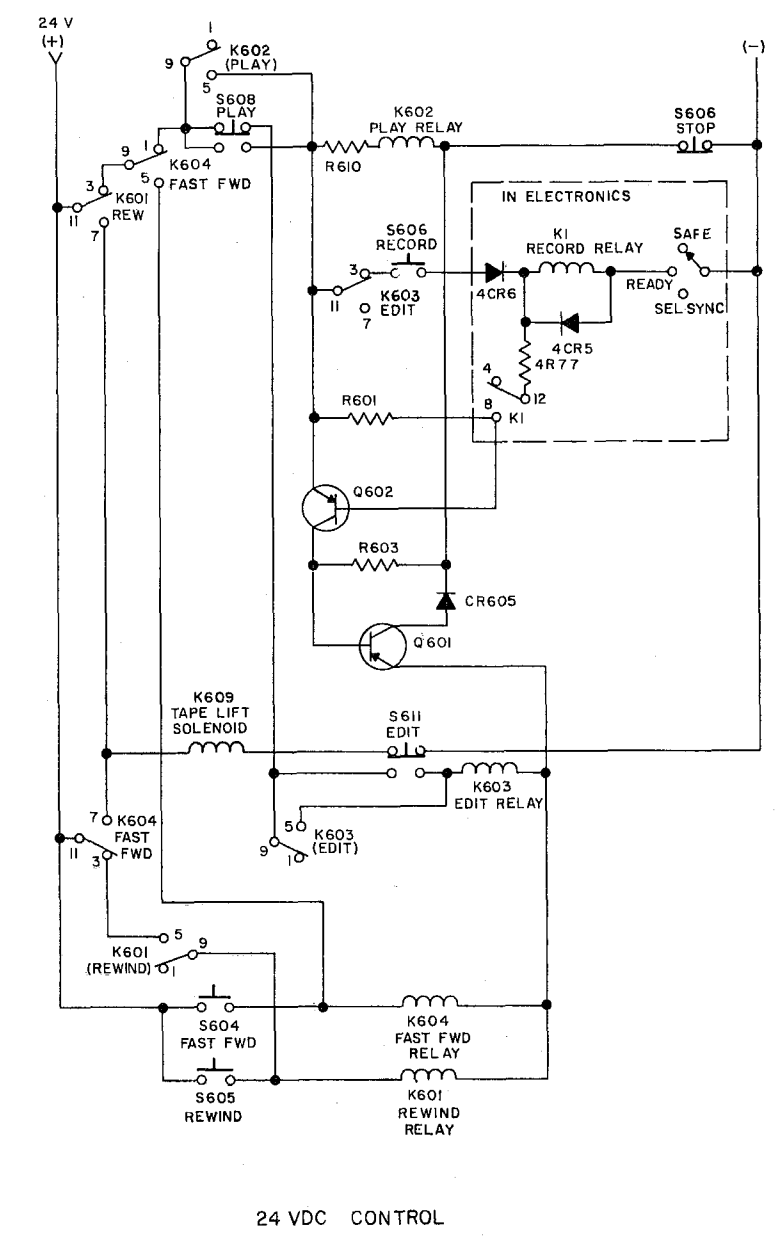 24 V
(+)
(-)
1
K602
(PLAY)
9
5
S608
PLAY
K602
PLAY RELAY
S606
STOP
1
9
K604
FAST FWD
5
R610
3
K601
REW
11
7
IN ELECTRONICS
S606
RECORD
K1
RECORD RELAY
SAFE
3
11
K603
EDIT
7
4CR6
READY
SEL SYNC
4CR5
4R77
4
12
8
K1
R601
Q602
R603
CR605
Q601
K609
TAPE LIFT
SOLENOID
S611
EDIT
K603
EDIT RELAY
7
K604
FAST
FWD
11
3
5
K603
(EDIT)
9
1
5
9
K601
(REWIND)
1
S604
FAST FWD
K604
FAST FWD
RELAY
S605
REWIND
K601
REWIND
RELAY
24 VDC CONTROL